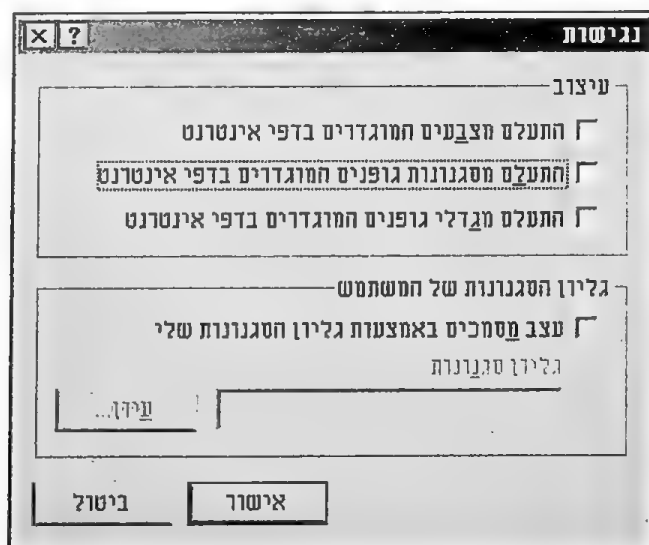 נגישות
עיצוב
התעלם מצבעים המוגדרים בדפי אינטרנט
התעלם מסגנונות גופנים המוגדרים בדפי אינטרנט
התעלם מגדלי גופנים המוגדרים בדפי אינטרנט
גליון הסגנונות של המשתמש
עצב מסמכים באמצעות גליון הסגנונות שלי
גליון סגנונות
עיון...
אישור ביטול